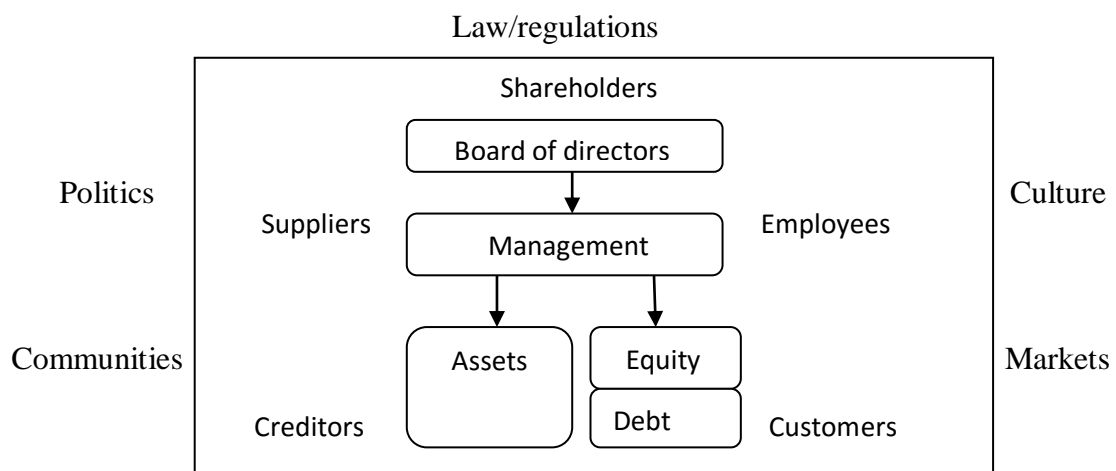 Law/regulations
Shareholders
Board of directors
Politics
Culture
Suppliers
Employees
Management
Communities
Assets
Equity
Markets
Creditors
Debt
Customers